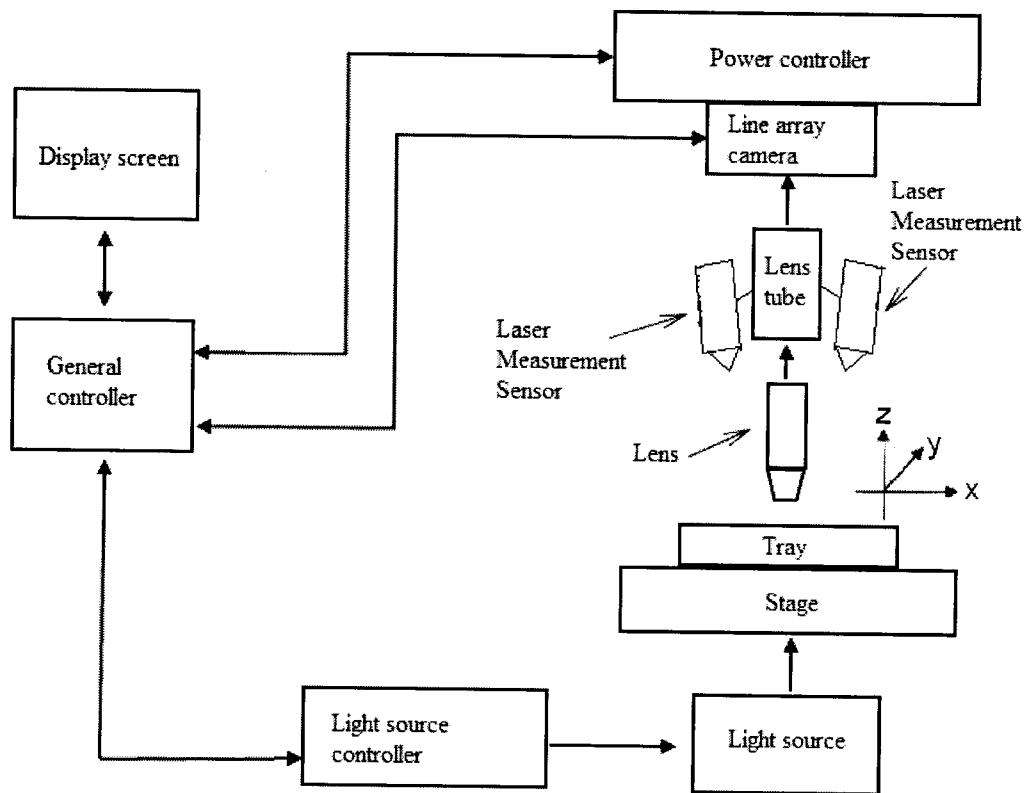 Power controller
Line array
camera
Display screen
Laser
Measurement
Sensor
Lens
tube
Laser
Measurement
Sensor
General
controller
Lens
z
y
x
Tray
Stage
Light source
controller
Light source